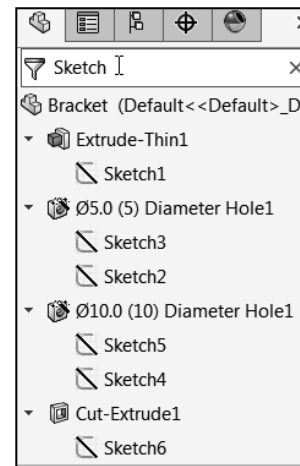 Sketch
Bracket (Default<<Default>_D
Extrude-Thin1
Sketch1
Ø5.0 (5) Diameter Hole1
Sketch3
Sketch2
Ø10.0 (10) Diameter Hole1
Sketch5
Sketch4
Cut-Extrude1
Sketch6